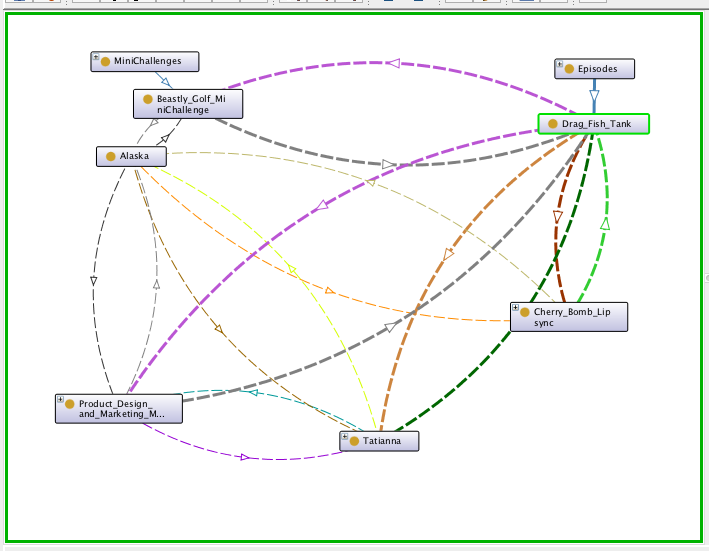 MiniChallenges
Episodes
Beastly_Golf_Mi
niChallenge
Drag_Fish_Tank
Alaska
Cherry_Bomb_Lip
sync
Product_Design_
and_Marketing_M...
Tatianna